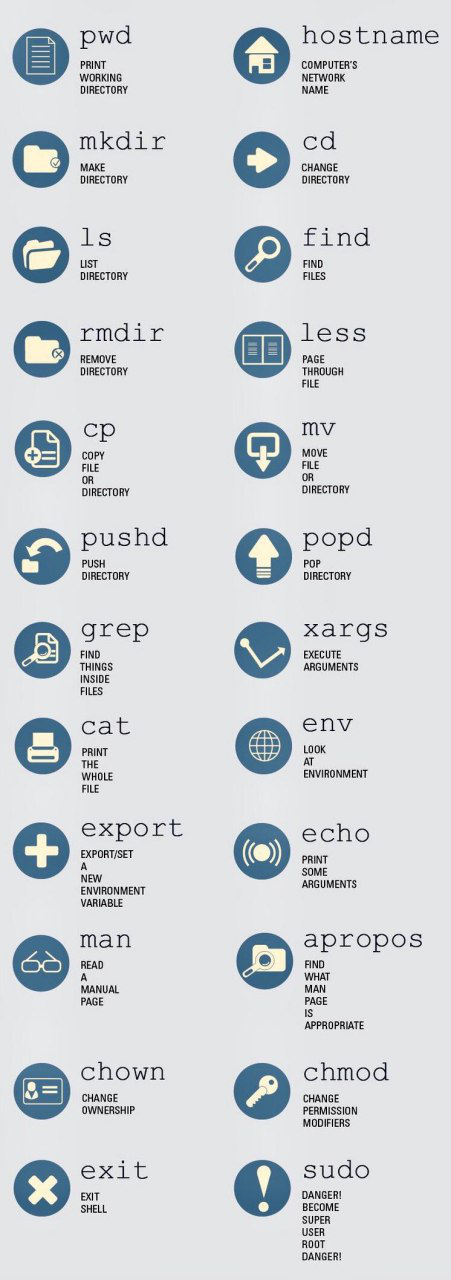 pwd
PRINT
WORKING
DIRECTORY
hostname
COMPUTER'S
NETWORK
NAME
mkdir
MAKE
DIRECTORY
cd
CHANGE
DIRECTORY
ls
LIST
DIRECTORY
find
FIND
FILES
rmdir
REMOVE
DIRECTORY
less
PAGE
THROUGH
FILE
cp
COPY
FILE
OR
DIRECTORY
mv
MOVE
FILE
OR
DIRECTORY
pushd
PUSH
DIRECTORY
popd
POP
DIRECTORY
grep
FIND
THINGS
INSIDE
FILES
xargs
EXECUTE
ARGUMENTS
cat
PRINT
THE
WHOLE
FILE
env
LOOK
AT
ENVIRONMENT
export
EXPORT/SET
A
NEW
ENVIRONMENT
VARIABLE
echo
PRINT
SOME
ARGUMENTS
man
READ
A
MANUAL
PAGE
apropos
FIND
WHAT
MAN
PAGE
IS
APPROPRIATE
chown
CHANGE
OWNERSHIP
chmod
CHANGE
PERMISSION
MODIFIERS
exit
EXIT
SHELL
sudo
DANGER!
BECOME
SUPER
USER
ROOT
DANGER!